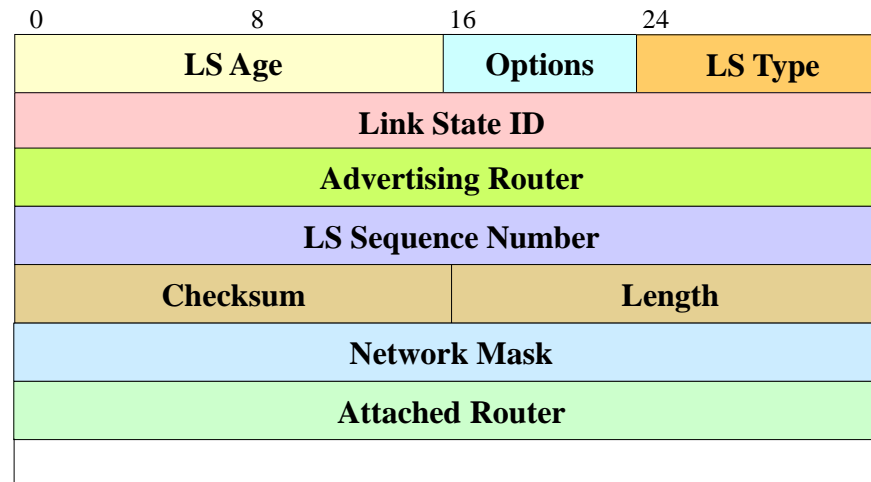 0 8 16 24
LS Age Options LS Type
Link State ID
Advertising Router
LS Sequence Number
Checksum Length
Network Mask
Attached Router